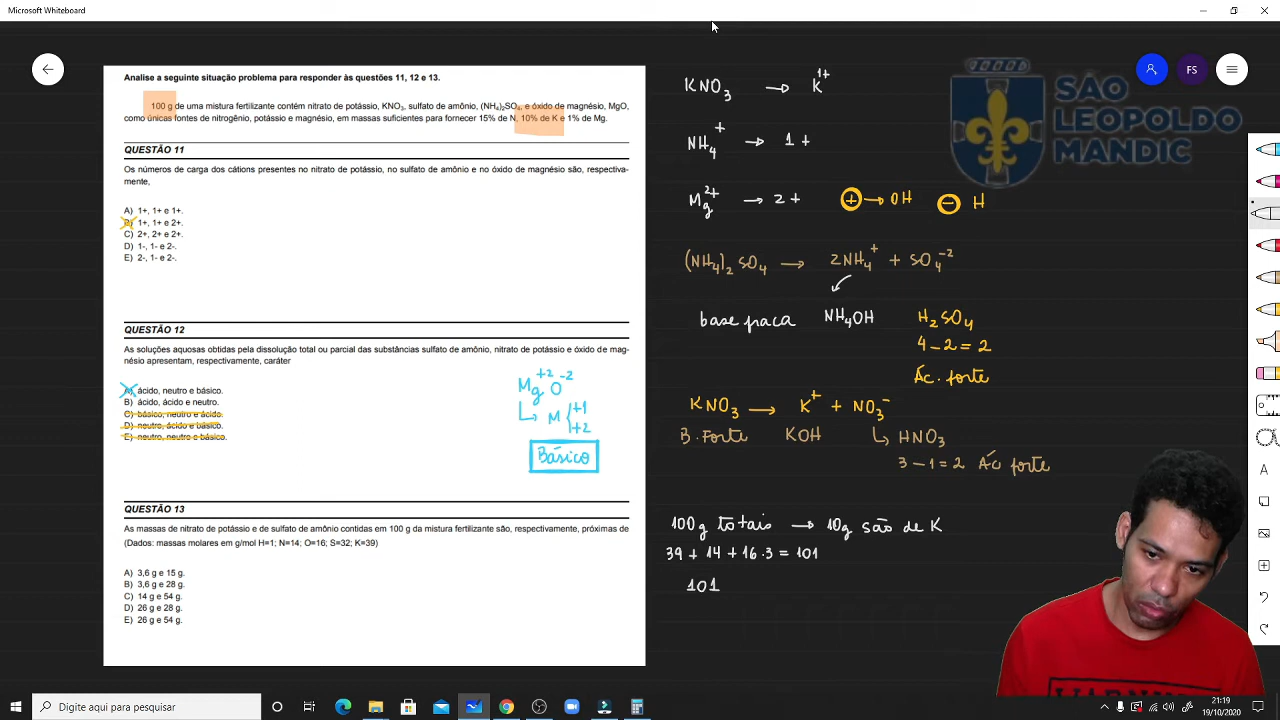 Microsoft Whiteboard
Analise a seguinte situação problema para responder às questões 11, 12 e 13.
100 g de uma mistura fertilizante contém nitrato de potássio, KNO3, sulfato de amônio, (NH4)2SO4, e óxido de magnésio, MgO,
como únicas fontes de nitrogênio, potássio e magnésio, em massas suficientes para fornecer 15% de N, 10% de K e 1% de Mg.
QUESTÃO 11
Os números de carga dos cátions presentes no nitrato de potássio, no sulfato de amônio e no óxido de magnésio são, respectiva-
mente,
A) 1+, 1+ e 1+.
B) 1+, 1+ e 2+.
C) 2+, 2+ e 2+.
D) 1-, 1- e 2-.
E) 2-, 1- e 2-.
QUESTÃO 12
As soluções aquosas obtidas pela dissolução total ou parcial das substâncias sulfato de amônio, nitrato de potássio e óxido de mag-
nésio apresentam, respectivamente, caráter
A) ácido, neutro e básico.
B) ácido, ácido e neutro.
C) básico, neutro e ácido.
D) neutro, ácido e básico.
E) neutro, neutro e básico.
Mg+2 O-2
M +1
+2
Básico
QUESTÃO 13
As massas de nitrato de potássio e de sulfato de amônio contidas em 100 g da mistura fertilizante são, respectivamente, próximas de
(Dados: massas molares em g/mol H=1; N=14; O=16; S=32; K=39)
A) 3,6 g e 15 g.
B) 3,6 g e 28 g.
C) 14 g e 54 g.
D) 26 g e 28 g.
E) 26 g e 54 g.
KNO3 → K1+
NH4+ → 1+
Mg2+ → 2+ + → OH - H
(NH4)2 SO4 → 2NH4+ + SO4-2
base fraca NH4OH H2SO4
4 - 2 = 2
Ác. forte
KNO3 → K+ + NO3-
B. Forte KOH HNO3
3 - 1 = 2 Ác forte
100g totais → 10g são de K
39 + 14 + 16.3 = 101
101
FS
SÃO
LEOPOLDO
MANDIC
A
Digite aqui para pesquisar
21:19
19/10/2020